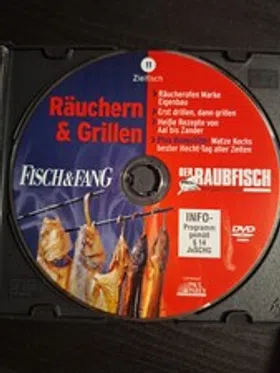 11
Zielfisch
Räuchern
& Grillen
Räucherofen Marke
Eigenbau
Erst drillen, dann grillen
Heiße Rezepte von
Aal bis Zander
Matze Kochs
bester Hecht-Tag aller Zeiten
FISCH & FANG
DER RAUBFISCH
INFO-
Programm
gemäß
§ 14
JuSCHG
DVD